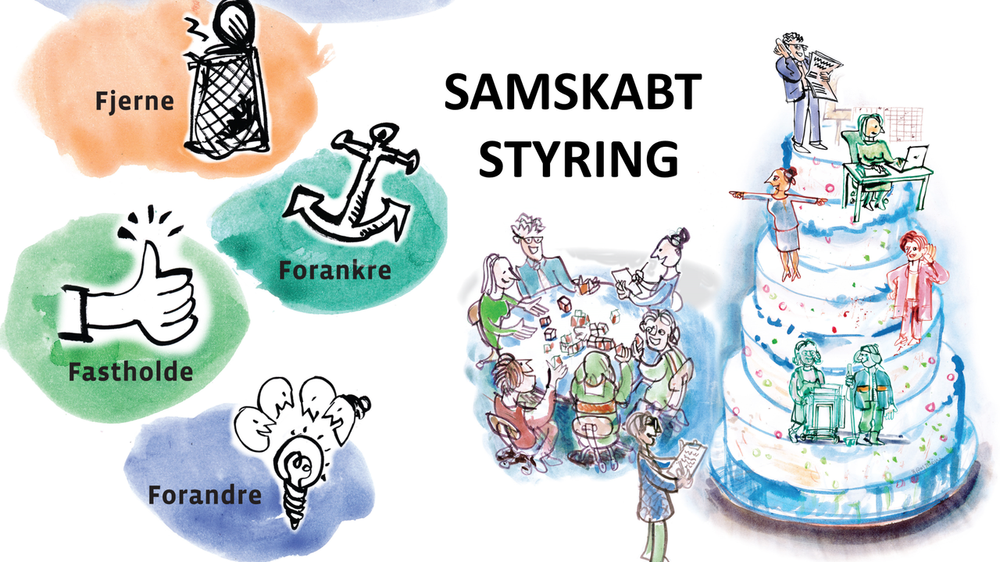 Fjerne
Forankre
Fastholde
Forandre
SAMSKABT
STYRING